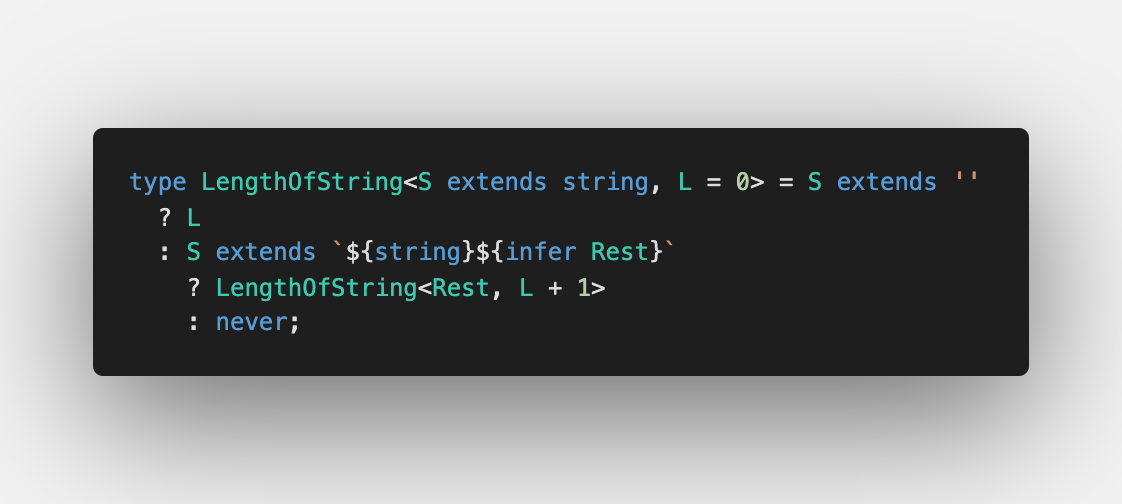 type LengthOfString<S extends string, L = 0> = S extends ''
  ? L
  : S extends `${string}${infer Rest}`
    ? LengthOfString<Rest, L + 1>
    : never;